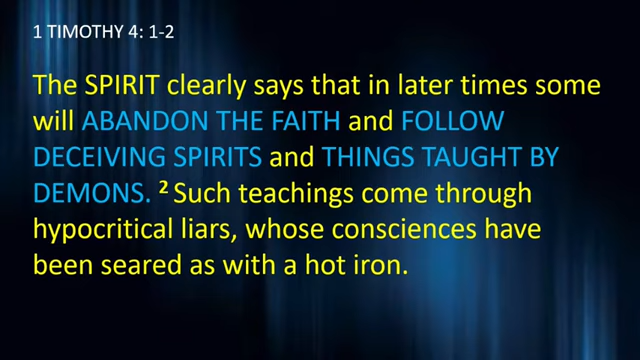 1 TIMOTHY 4: 1-2
The SPIRIT clearly says that in later times some
will ABANDON THE FAITH and FOLLOW
DECEIVING SPIRITS and THINGS TAUGHT BY
DEMONS. ² Such teachings come through
hypocritical liars, whose consciences have
been seared as with a hot iron.